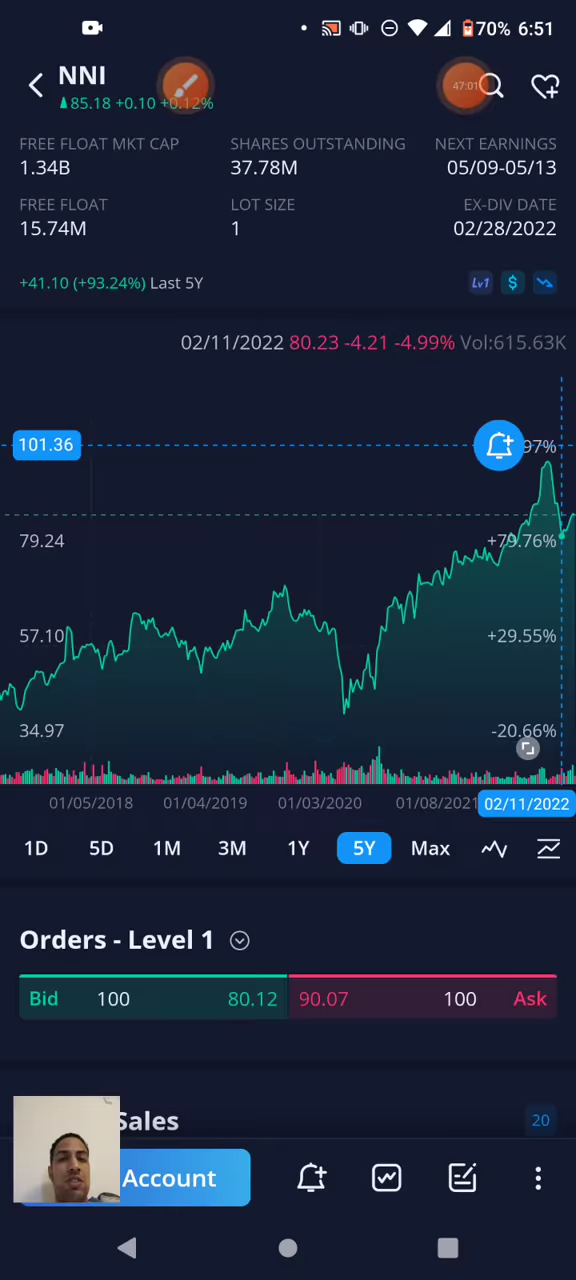 70% 6:51
NNI
85.18 +0.10 +0.12%
47:01
FREE FLOAT MKT CAP SHARES OUTSTANDING NEXT EARNINGS
1.34B 37.78M 05/09-05/13
FREE FLOAT LOT SIZE EX-DIV DATE
15.74M 1 02/28/2022
+41.10 (+93.24%) Last 5Y Lv1 $
02/11/2022 80.23 -4.21 -4.99% Vol:615.63K
101.36 97%
79.24 +79.76%
57.10 +29.55%
34.97 -20.66%
01/05/2018 01/04/2019 01/03/2020 01/08/2021 02/11/2022
1D 5D 1M 3M 1Y 5Y Max
Orders - Level 1
Bid 100 80.12 90.07 100 Ask
Sales 20
Account